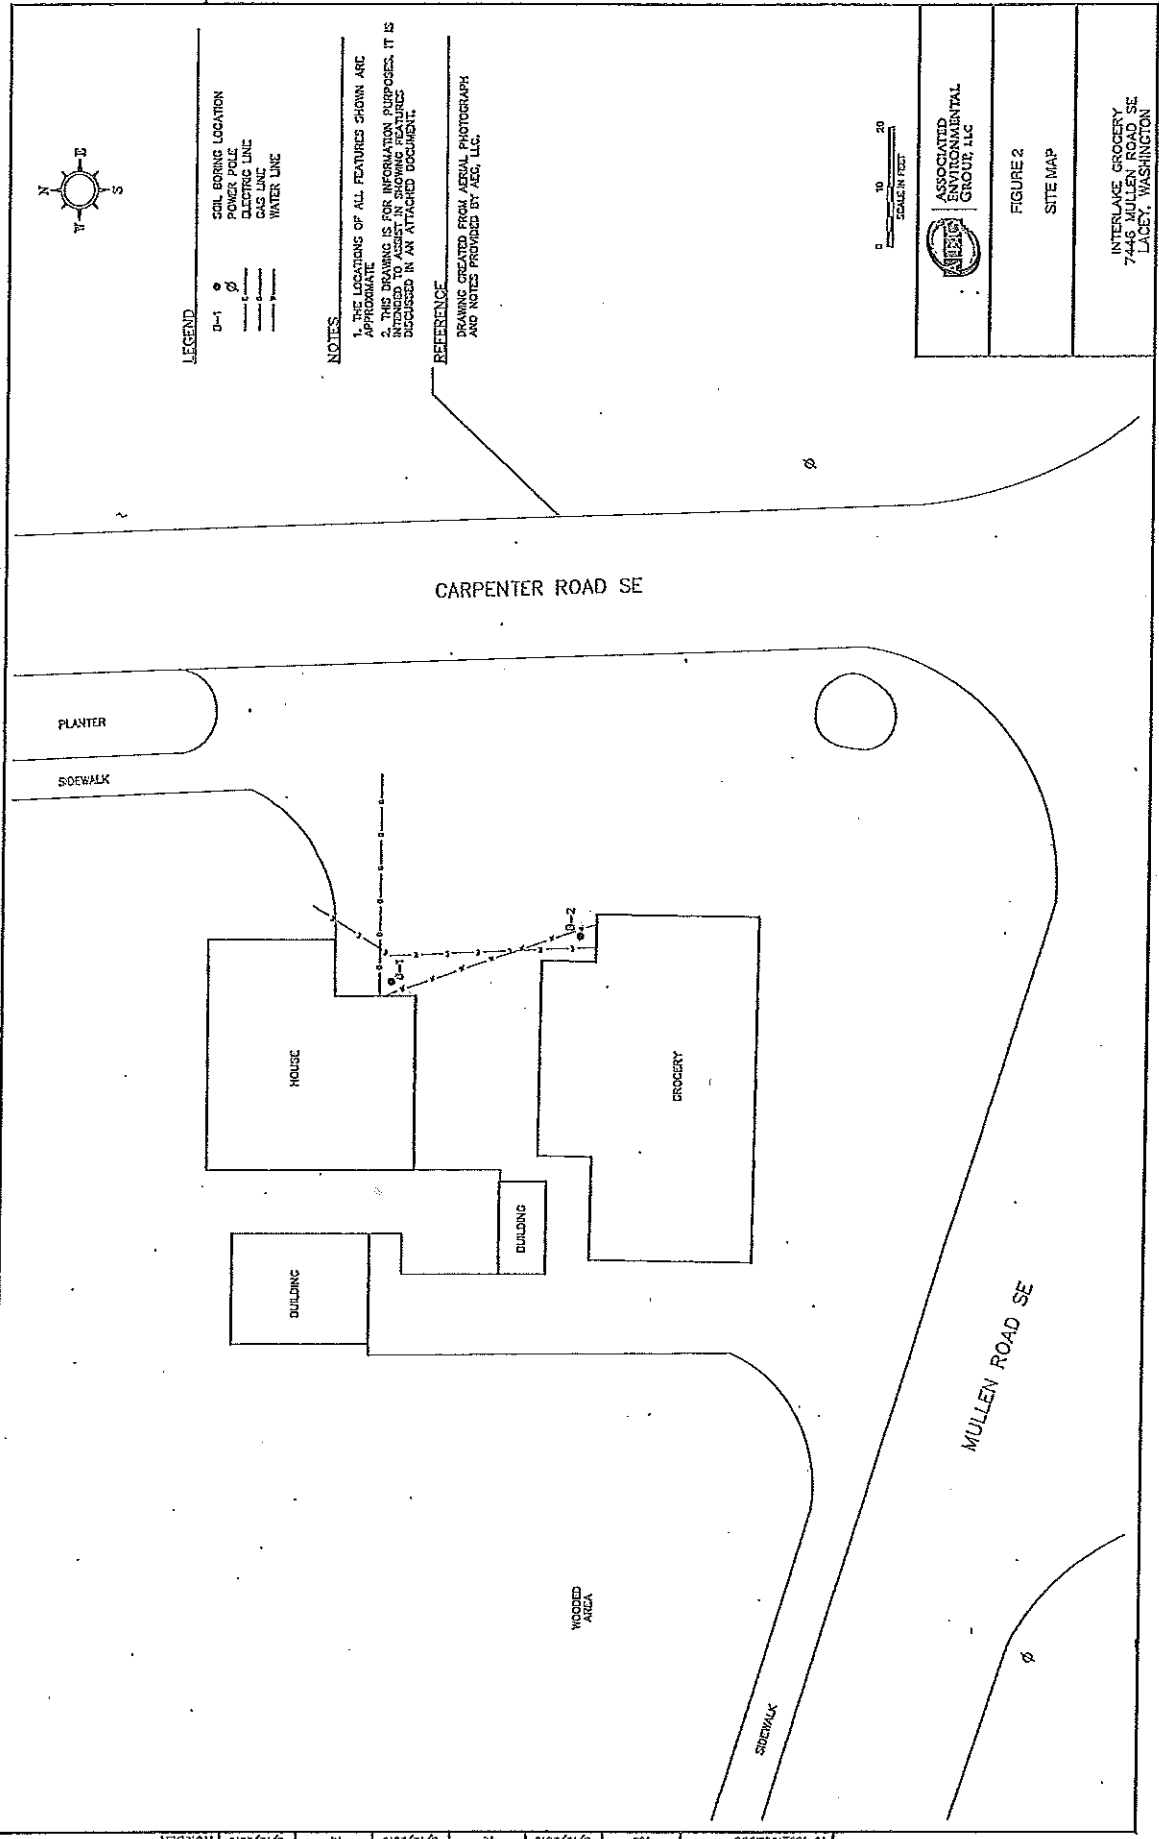 N
W
E
S
LEGEND
B-1
SOIL BORING LOCATION
POWER POLE
ELECTRIC LINE
GAS LINE
WATER LINE
NOTES
1. THE LOCATIONS OF ALL FEATURES SHOWN ARE
APPROXIMATE
2. THIS DRAWING IS FOR INFORMATION PURPOSES. IT IS
INTENDED TO ASSIST IN SHOWING FEATURES
DISCUSSED IN AN ATTACHED DOCUMENT.
REFERENCE
DRAWING CREATED FROM AERIAL PHOTOGRAPH
AND NOTES PROVIDED BY AEG, LLC.
CARPENTER ROAD SE
PLANTER
SIDEWALK
HOUSE
B-1
B-2
GROCERY
BUILDING
BUILDING
MULLEN ROAD SE
WOODED
AREA
SIDEWALK
0 10 20
SCALE IN FEET
AEG
ASSOCIATED
ENVIRONMENTAL
GROUP, LLC
FIGURE 2
SITE MAP
INTERLAKE GROCERY
7446 MULLEN ROAD SE
LACEY, WASHINGTON